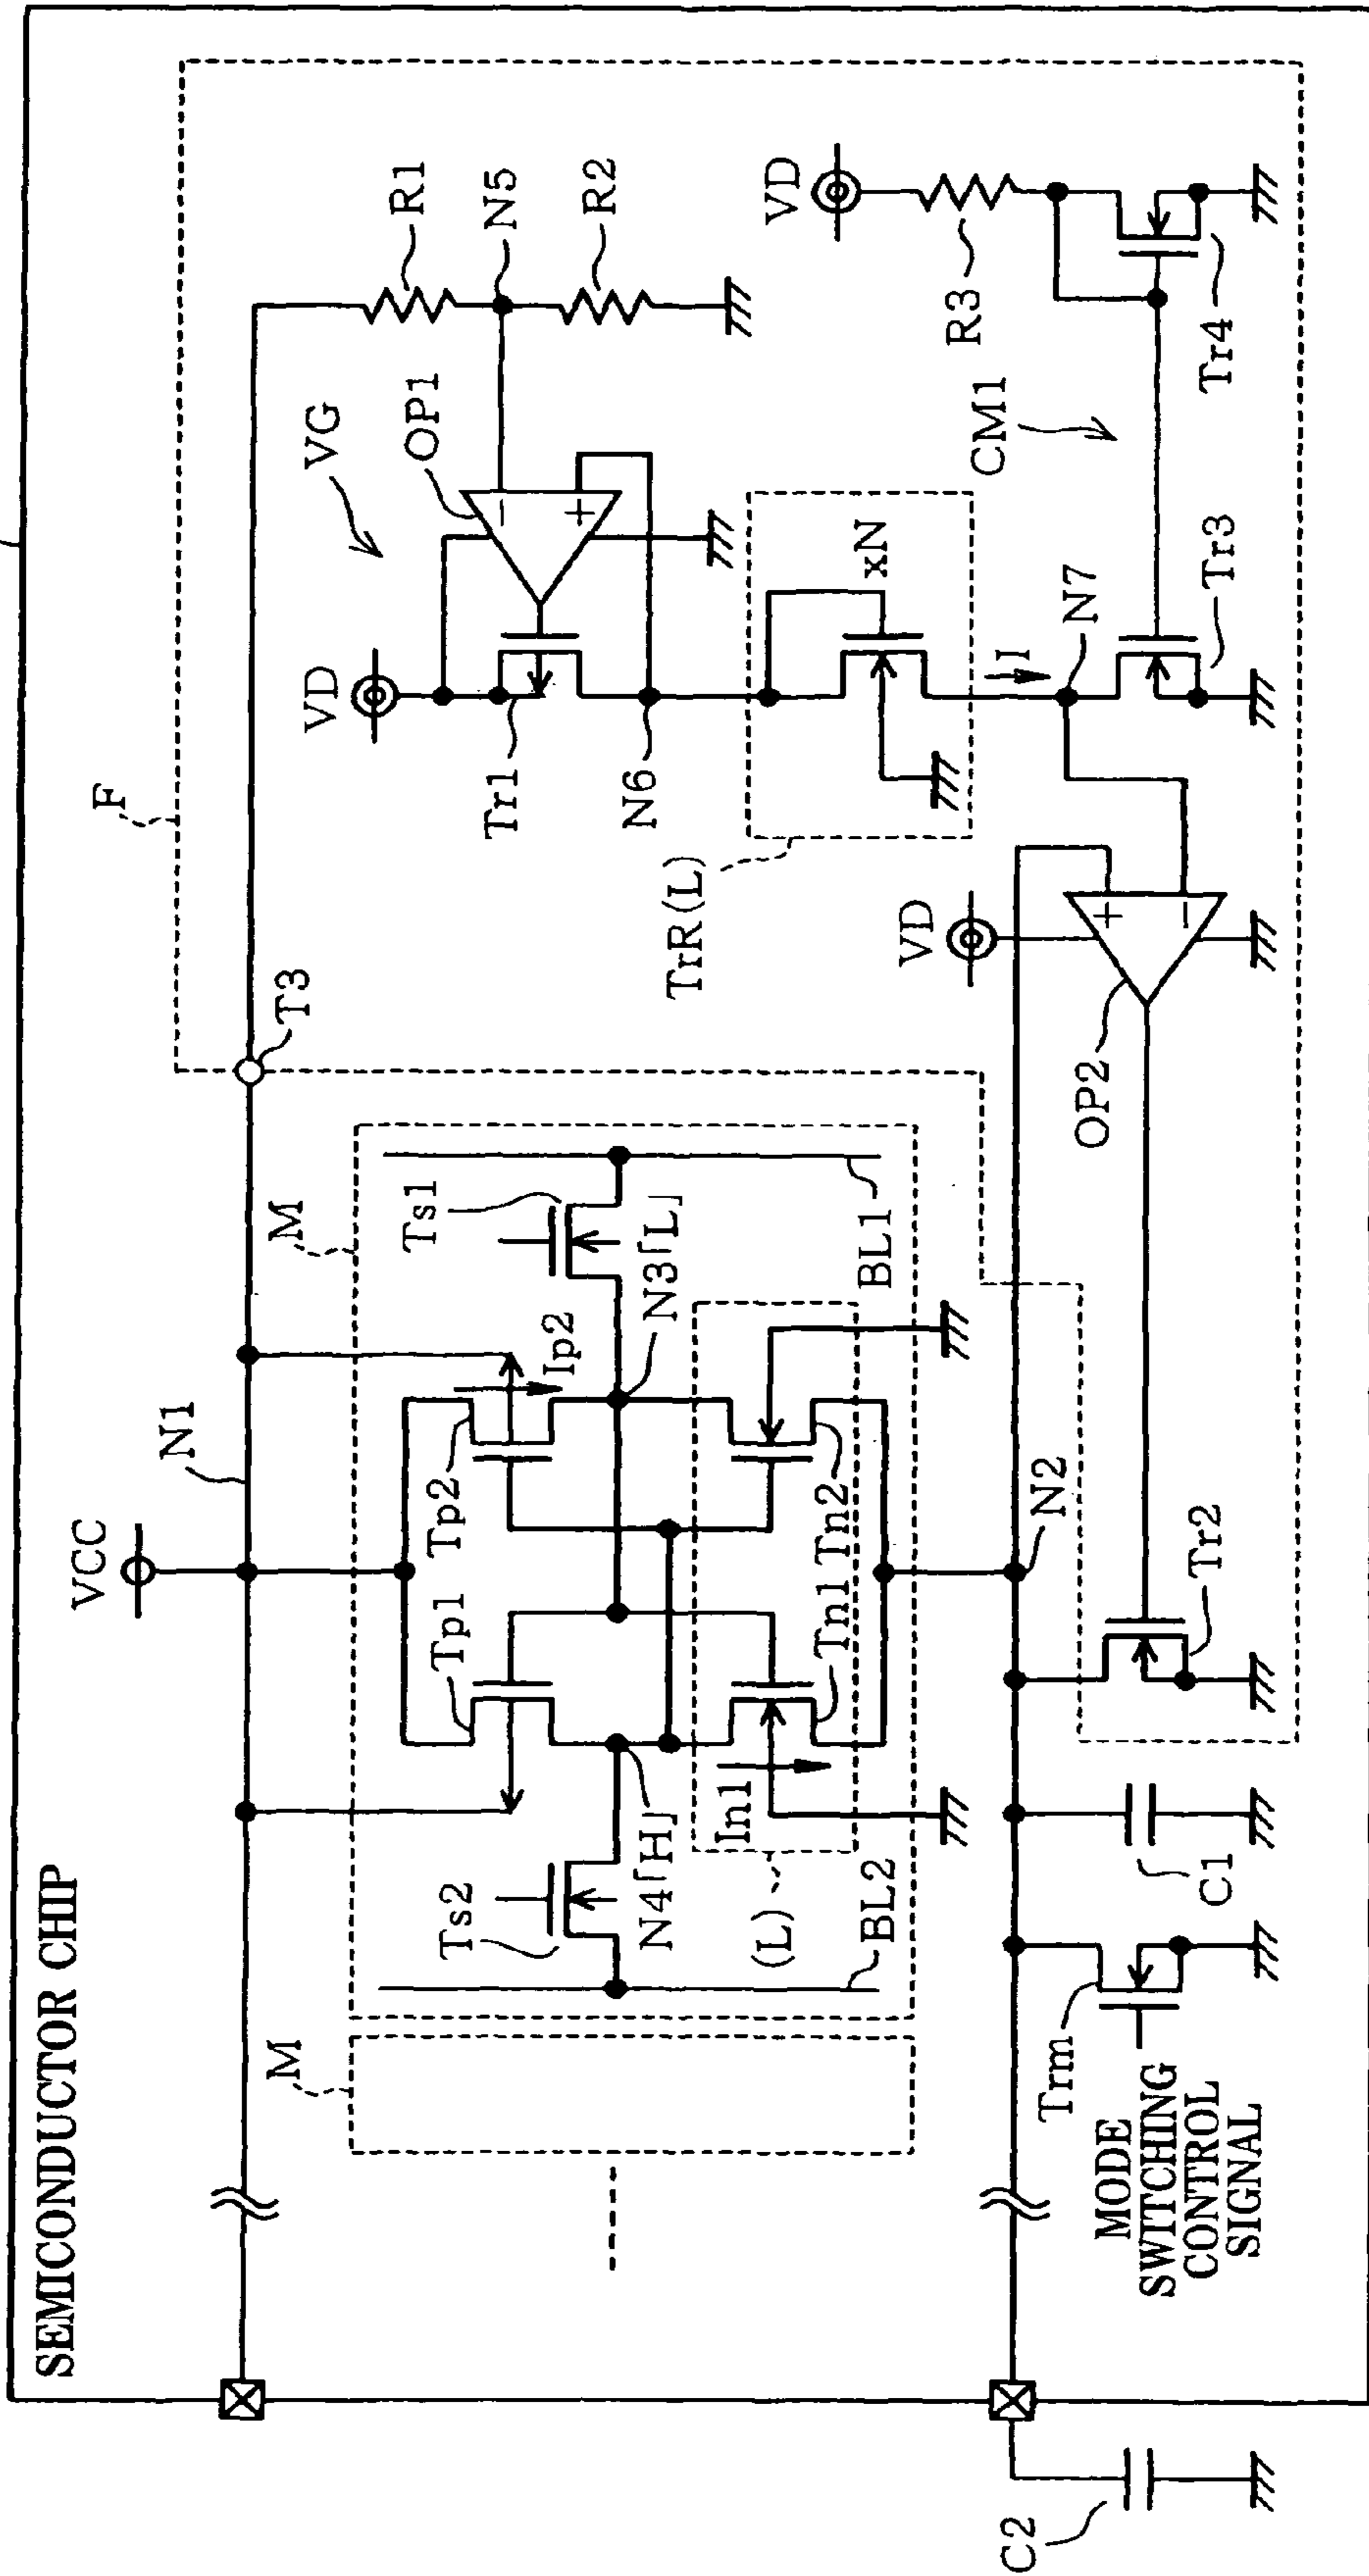 SEMICONDUCTOR CHIP
F
VCC
N1
T3
M
M
Tp1
Tp2
Ip2
Ts1
Ts2
N3「L」
N4「H」
In1
Tn1
Tn2
(L)
BL2
BL1
N2
VG
VD
OP1
R1
N5
R2
Tr1
N6
TrR(L)
xN
VD
R3
CM1
I
N7
Tr3
Tr4
VD
OP2
Tr2
C1
Trm
MODE
SWITCHING
CONTROL
SIGNAL
C2